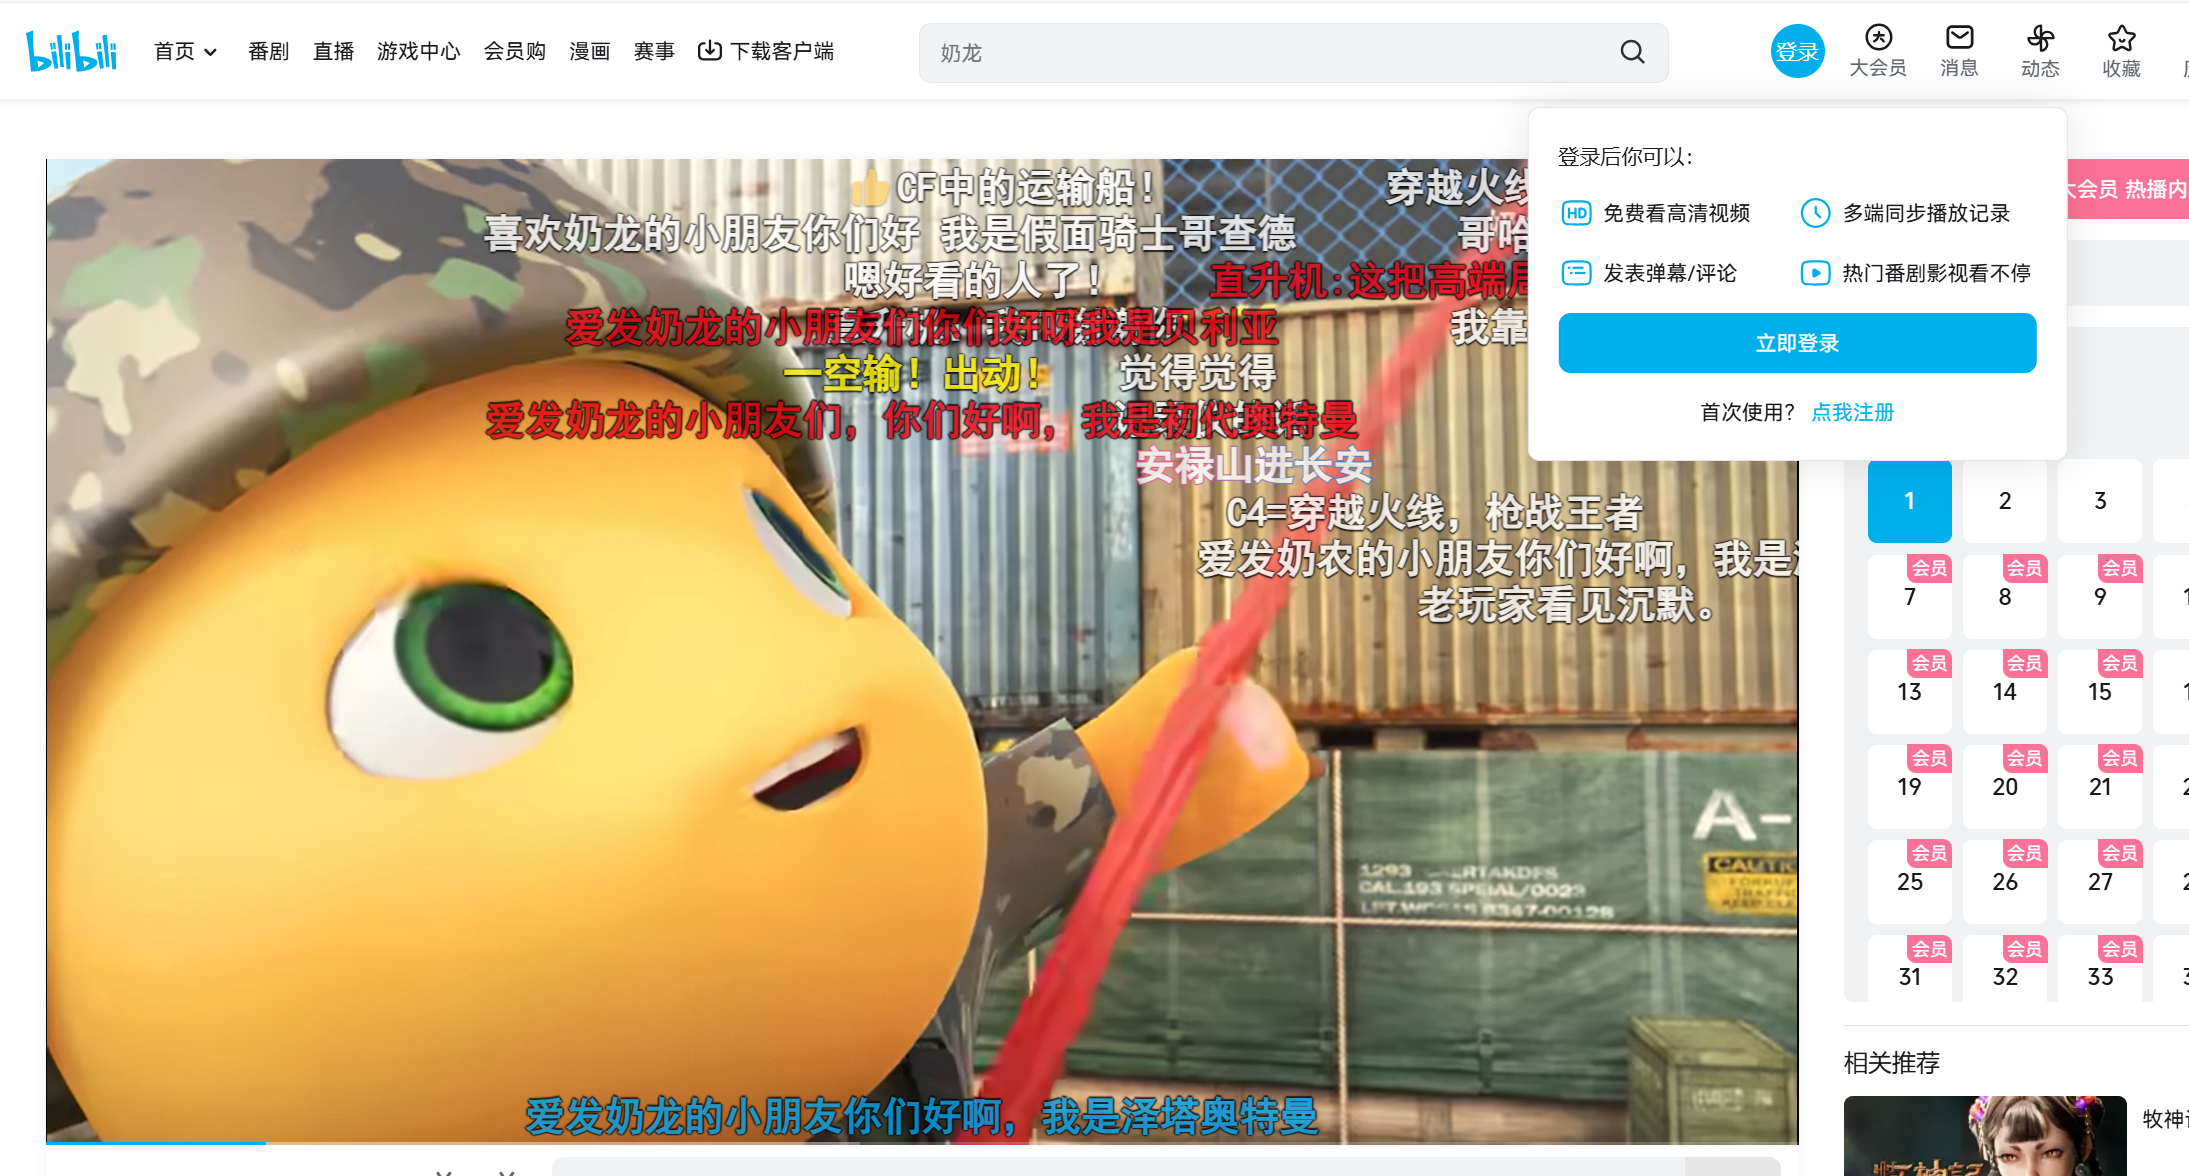 bilibili
首页 番剧 直播 游戏中心 会员购 漫画 赛事 下载客户端
奶龙
登录 大会员 消息 动态 收藏
登录后你可以：
HD 免费看高清视频 多端同步播放记录
发表弹幕/评论 热门番剧影视看不停
立即登录
首次使用？ 点我注册
大会员 热播内
CF中的运输船！ 穿越火线
喜欢奶龙的小朋友你们好 我是假面骑士哥查德 哥哈
嗯好看的人了！ 直升机：这把高端局
爱发奶龙的小朋友们你们好呀我是贝利亚 我靠
一空输！出动！ 觉得觉得
爱发奶龙的小朋友们，你们好啊，我是初代奥特曼
安禄山进长安
C4=穿越火线，枪战王者
爱发奶农的小朋友你们好啊，我是
老玩家看见沉默。
A-
CAUTION
爱发奶龙的小朋友你们好啊，我是泽塔奥特曼
1 2 3
会员 会员 会员
7 8 9
会员 会员 会员
13 14 15
会员 会员 会员
19 20 21
会员 会员 会员
25 26 27
会员 会员 会员
31 32 33
相关推荐
牧神